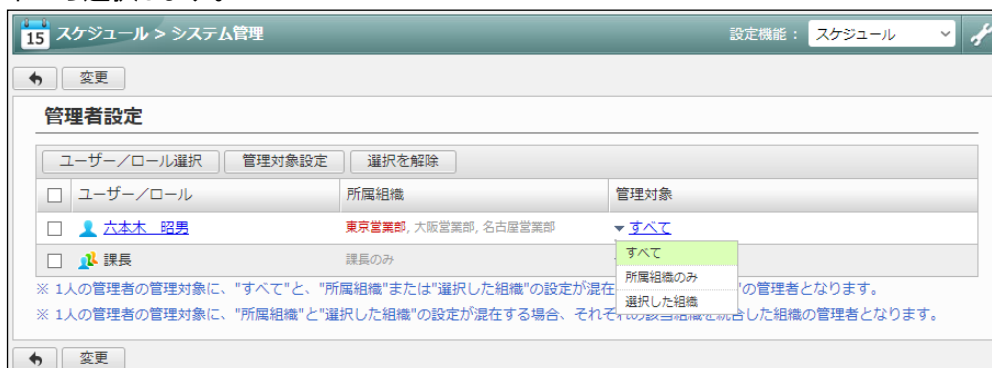 15 スケジュール > システム管理 設定機能： スケジュール
変更
管理者設定
ユーザー／ロール選択 管理対象設定 選択を解除
ユーザー／ロール 所属組織 管理対象
六本木 昭男 東京営業部, 大阪営業部, 名古屋営業部 すべて
すべて
課長 課長のみ
所属組織のみ
選択した組織
※ 1人の管理者の管理対象に、"すべて"と、"所属組織"または"選択した組織"の設定が混在 "の管理者となります。
※ 1人の管理者の管理対象に、"所属組織"と"選択した組織"の設定が混在する場合、それぞれの該当組織を統合した組織の管理者となります。
変更